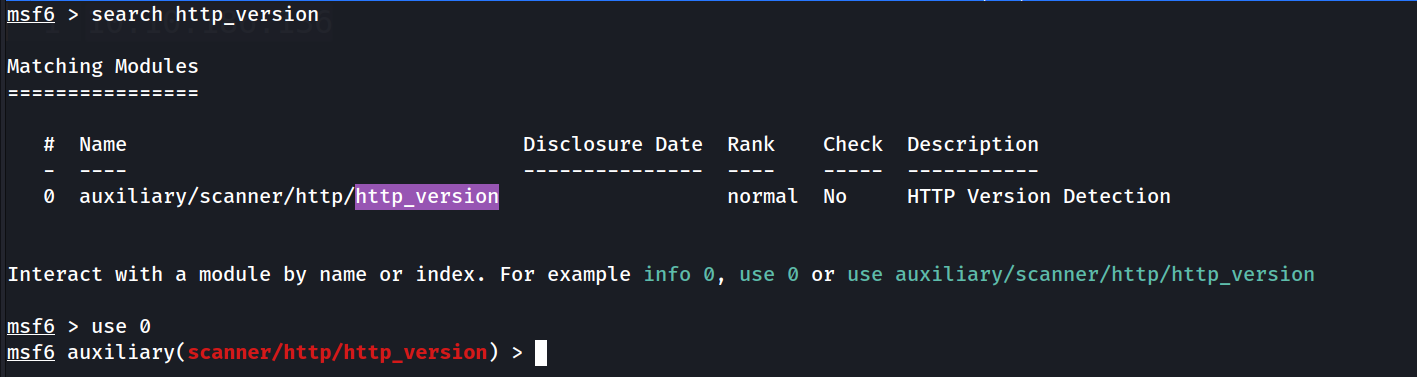 msf6 > search http_version
Matching Modules
================
# Name Disclosure Date Rank Check Description
- ---- --------------- ---- ----- -----------
0 auxiliary/scanner/http/http_version normal No HTTP Version Detection
Interact with a module by name or index. For example info 0, use 0 or use auxiliary/scanner/http/http_version
msf6 > use 0
msf6 auxiliary(scanner/http/http_version) >